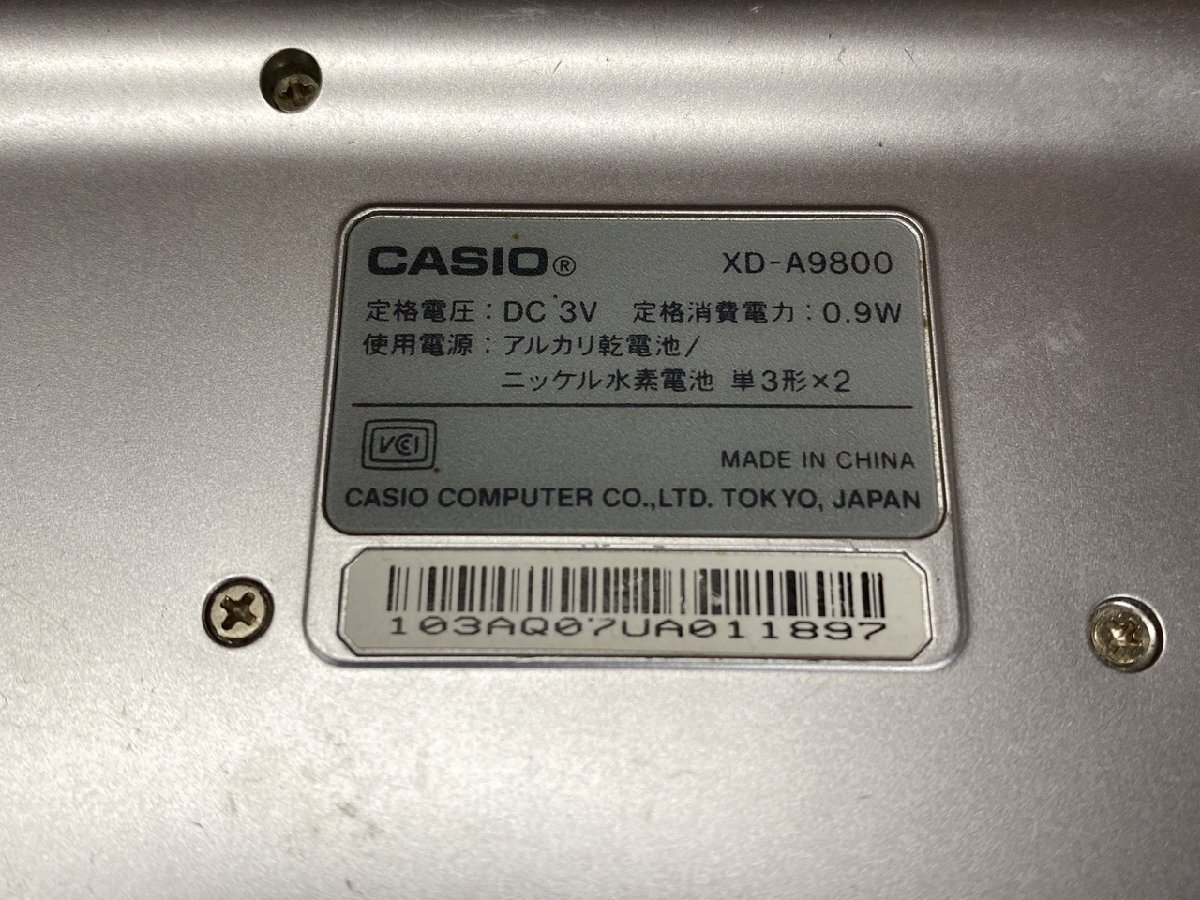 CASIO® XD-A9800
定格電圧：DC 3V 定格消費電力：0.9W
使用電源：アルカリ乾電池/
ニッケル水素電池 単3形×2
VCCI
MADE IN CHINA
CASIO COMPUTER CO.,LTD. TOKYO, JAPAN
103AQ07UA011897